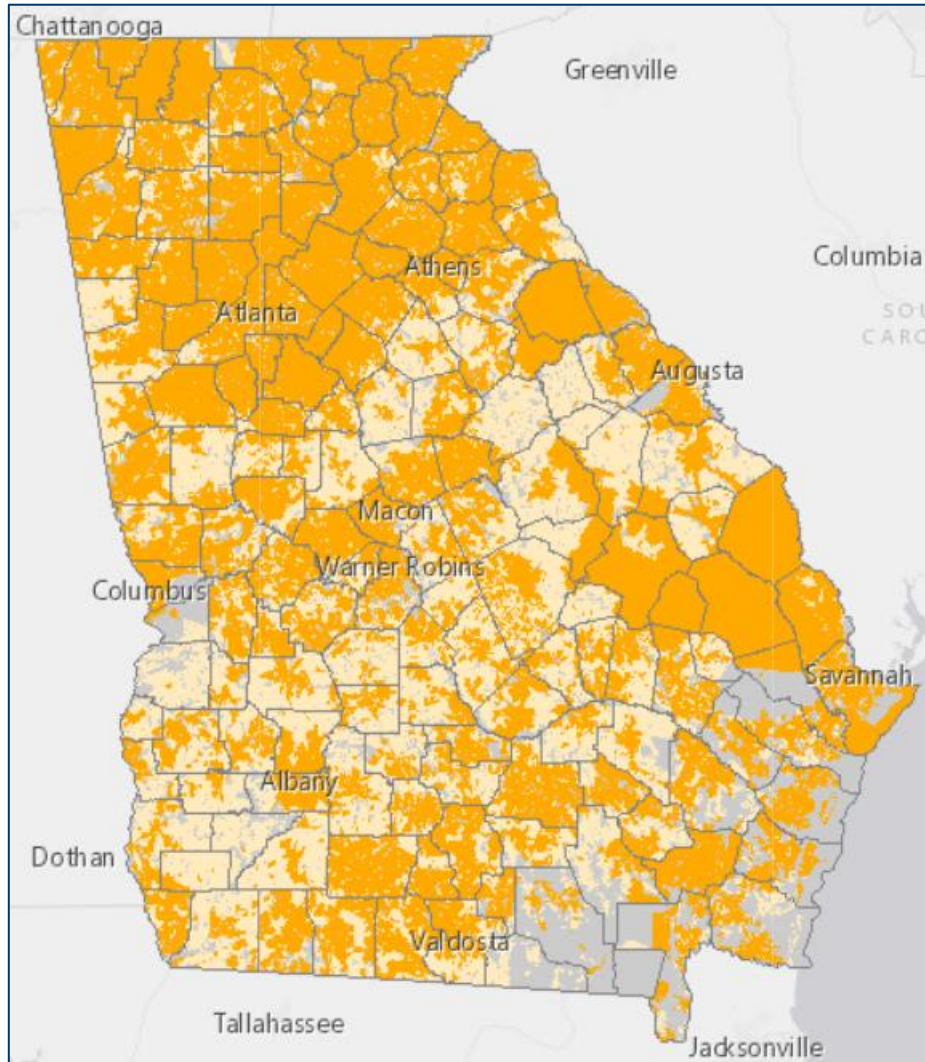 Chattanooga
Greenville
Columbia
Athens
SOU
CARO
Atlanta
Augusta
Macon
Warner Robins
Columbus
Savannah
Albany
Dothan
Valdosta
Tallahassee
Jacksonville